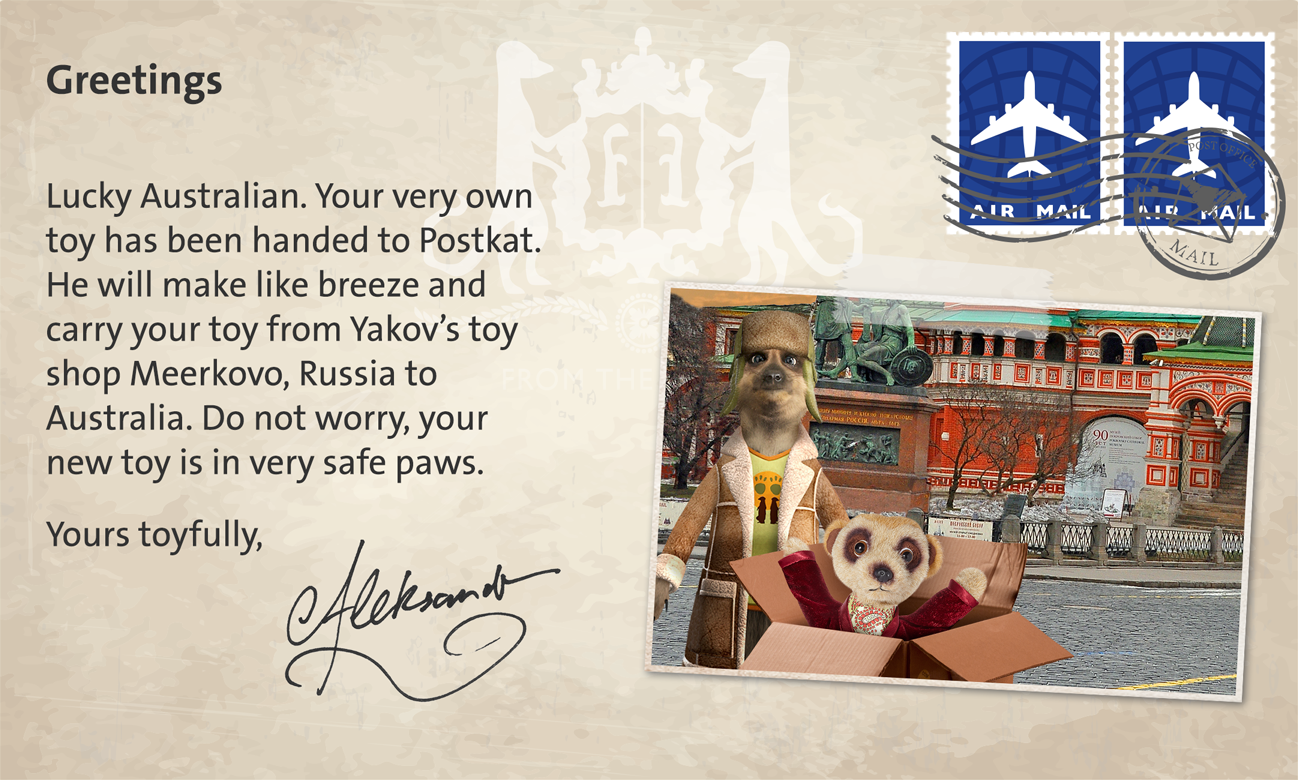 Greetings
Lucky Australian. Your very own
toy has been handed to Postkat.
He will make like breeze and
carry your toy from Yakov’s toy
shop Meerkovo, Russia to
Australia. Do not worry, your
new toy is in very safe paws.
Yours toyfully,
Aleksandr
AIR MAIL
AIR MAIL
POST OFFICE
MAIL
90
ЛЕТ